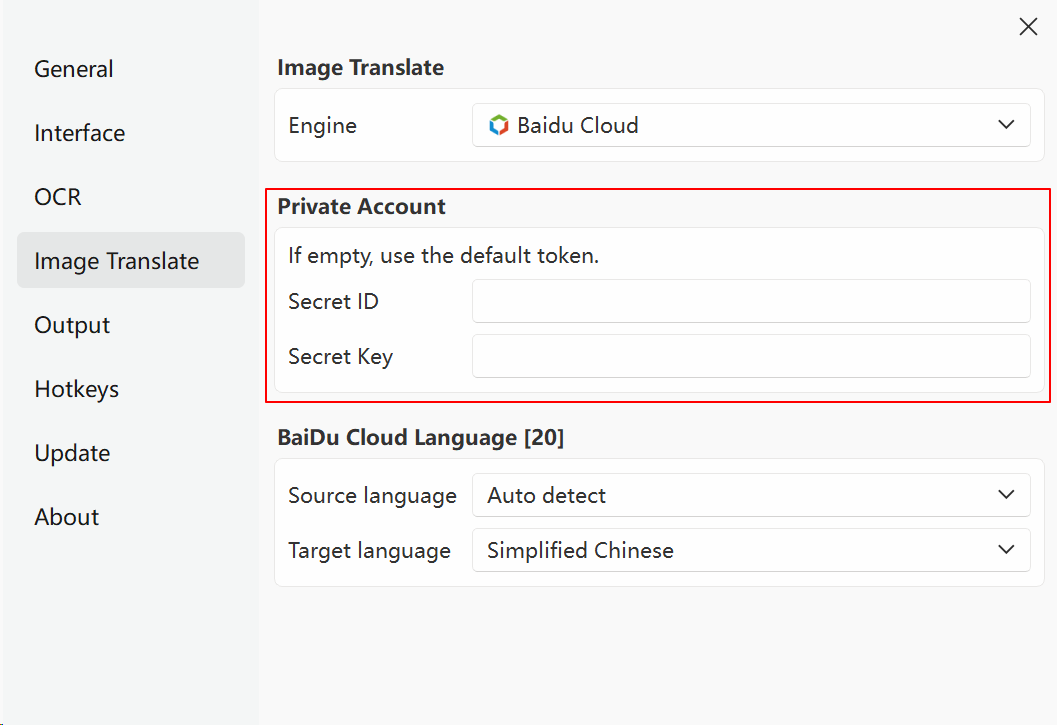 General
Interface
OCR
Image Translate
Output
Hotkeys
Update
About
Image Translate
Engine
Baidu Cloud
Private Account
If empty, use the default token.
Secret ID
Secret Key
BaiDu Cloud Language [20]
Source language
Auto detect
Target language
Simplified Chinese